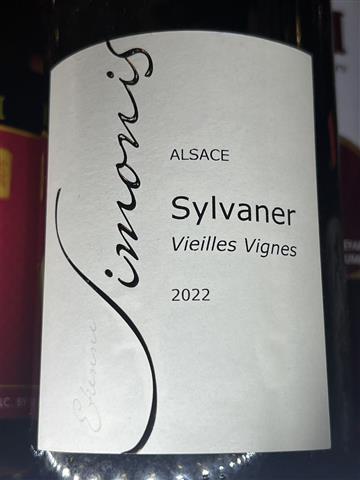 Etienne
Simonis
ALSACE
Sylvaner
Vieilles Vignes
2022